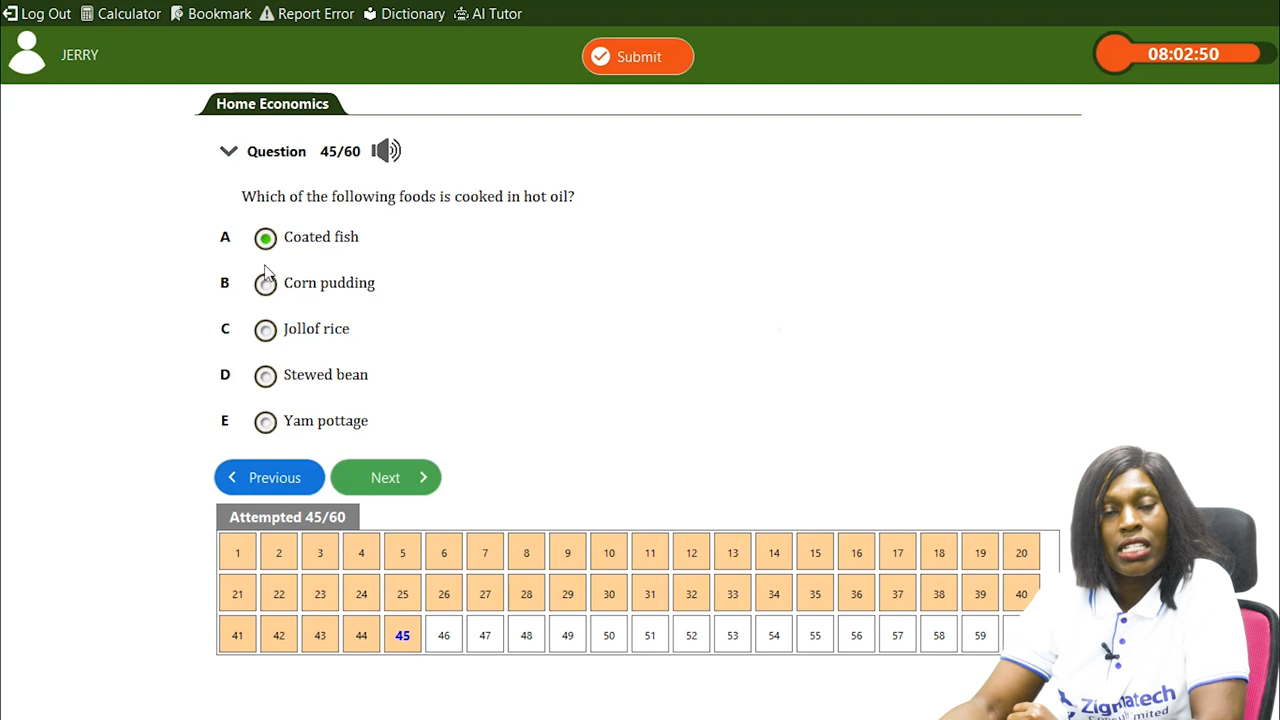 Log Out Calculator Bookmark Report Error Dictionary AI Tutor
JERRY
Submit
08:02:50
Home Economics
Question 45/60
Which of the following foods is cooked in hot oil?
A Coated fish
B Corn pudding
C Jollof rice
D Stewed bean
E Yam pottage
Previous Next
Attempted 45/60
1 2 3 4 5 6 7 8 9 10 11 12 13 14 15 16 17 18 19 20
21 22 23 24 25 26 27 28 29 30 31 32 33 34 35 36 37 38 39 40
41 42 43 44 45 46 47 48 49 50 51 52 53 54 55 56 57 58 59